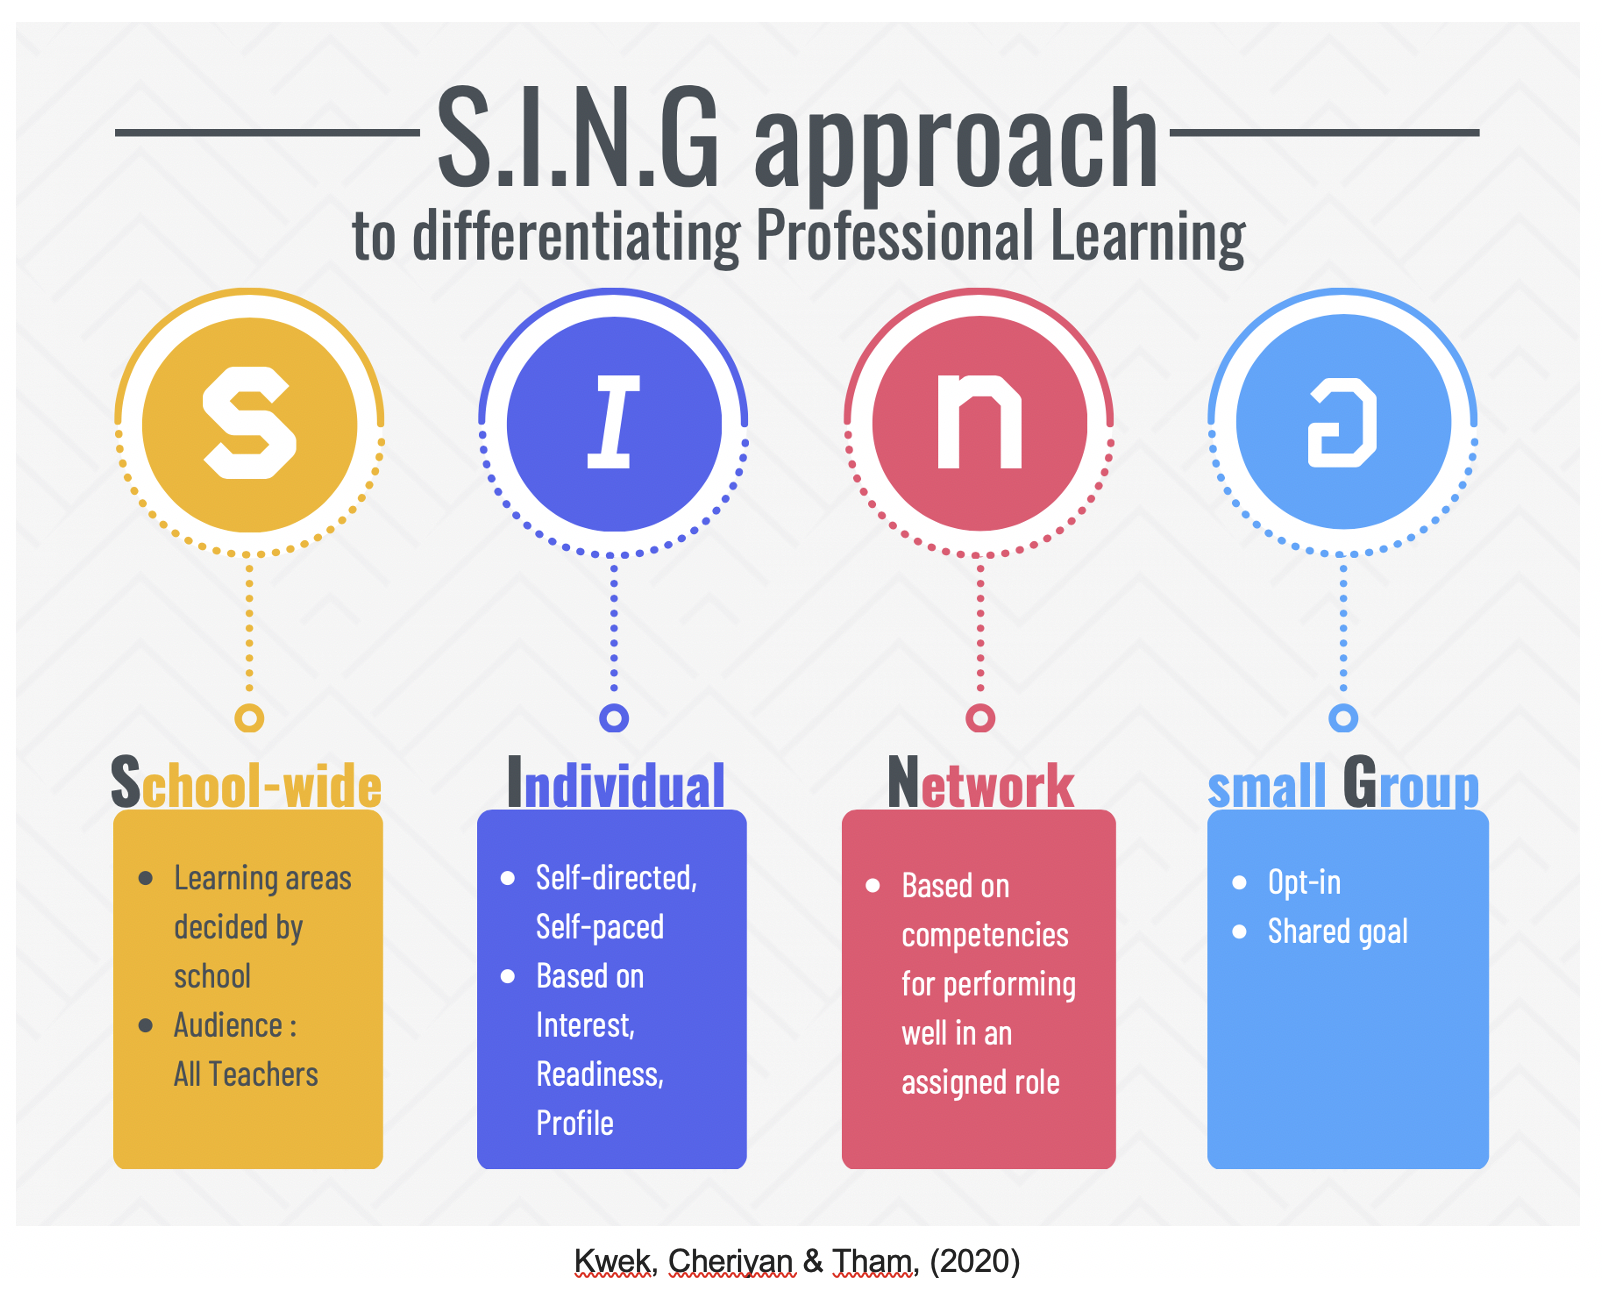 S.I.N.G approach
to differentiating Professional Learning
S
I
n
G
School-wide
Learning areas
decided by
school
Audience :
All Teachers
Individual
Self-directed,
Self-paced
Based on
Interest,
Readiness,
Profile
Network
Based on
competencies
for performing
well in an
assigned role
small Group
Opt-in
Shared goal
Kwek, Cheriyan & Tham, (2020)